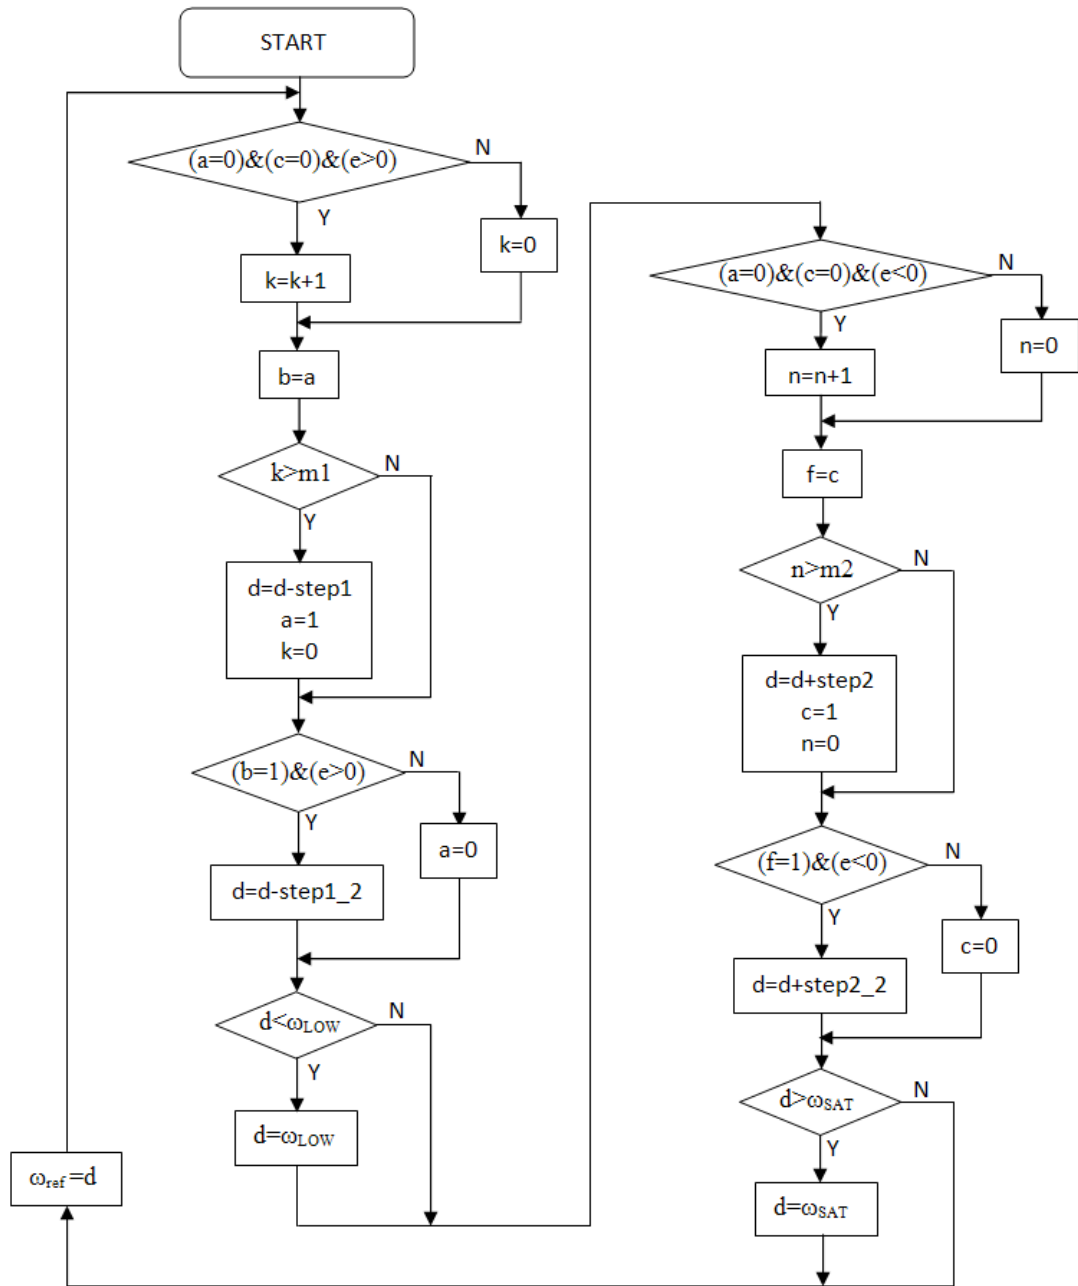 START
(a=0)&(c=0)&(e>0)
N
Y
k=0
k=k+1
b=a
k>m1
N
Y
d=d-step1
a=1
k=0
(b=1)&(e>0)
N
Y
a=0
d=d-step1_2
d<ωLOW
N
Y
d=ωLOW
ωref=d
(a=0)&(c=0)&(e<0)
N
Y
n=0
n=n+1
f=c
n>m2
N
Y
d=d+step2
c=1
n=0
(f=1)&(e<0)
N
Y
c=0
d=d+step2_2
d>ωSAT
N
Y
d=ωSAT